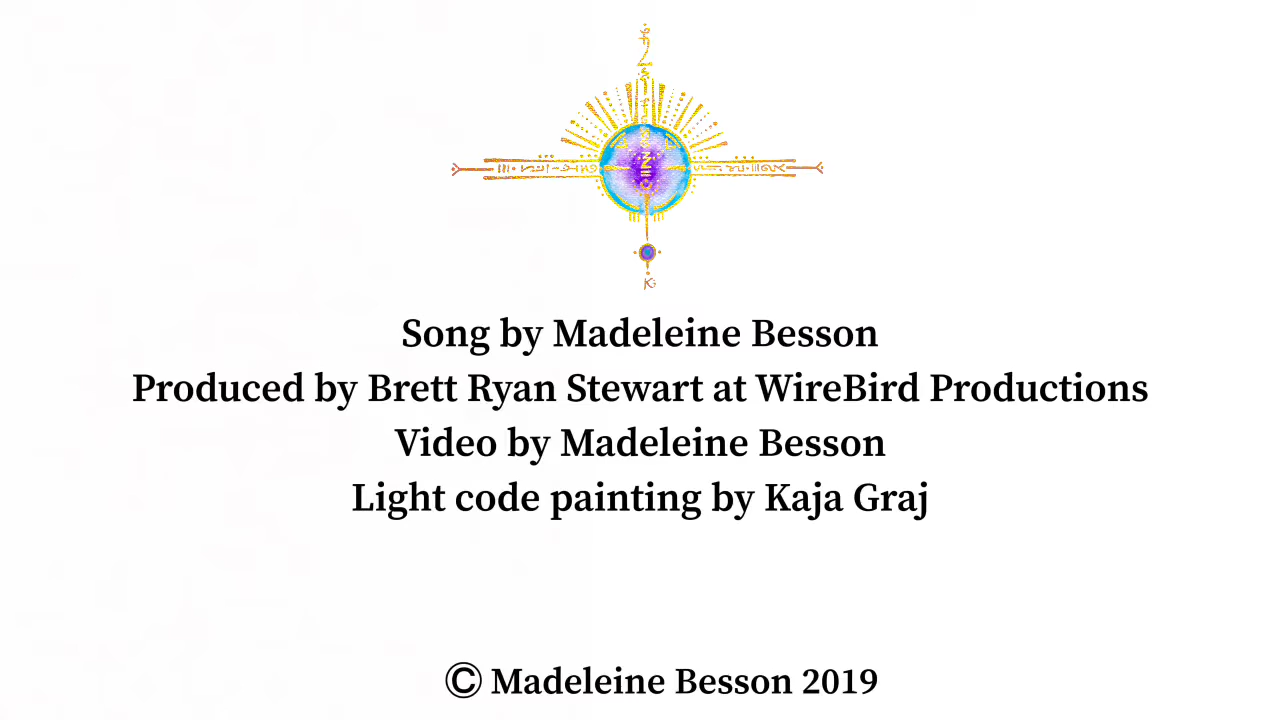 Song by Madeleine Besson
Produced by Brett Ryan Stewart at WireBird Productions
Video by Madeleine Besson
Light code painting by Kaja Graj
© Madeleine Besson 2019